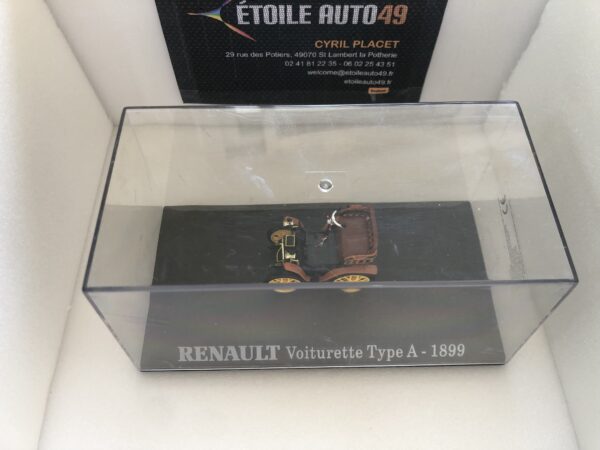 ÉTOILE AUTO49
CYRIL PLACET
29 rue des Potiers, 49070 St Lambert la Potherie
02 41 81 22 35 - 06 02 25 43 51
welcome@etoileauto49.fr
etoileauto49.fr
RENAULT Voiturette Type A - 1899